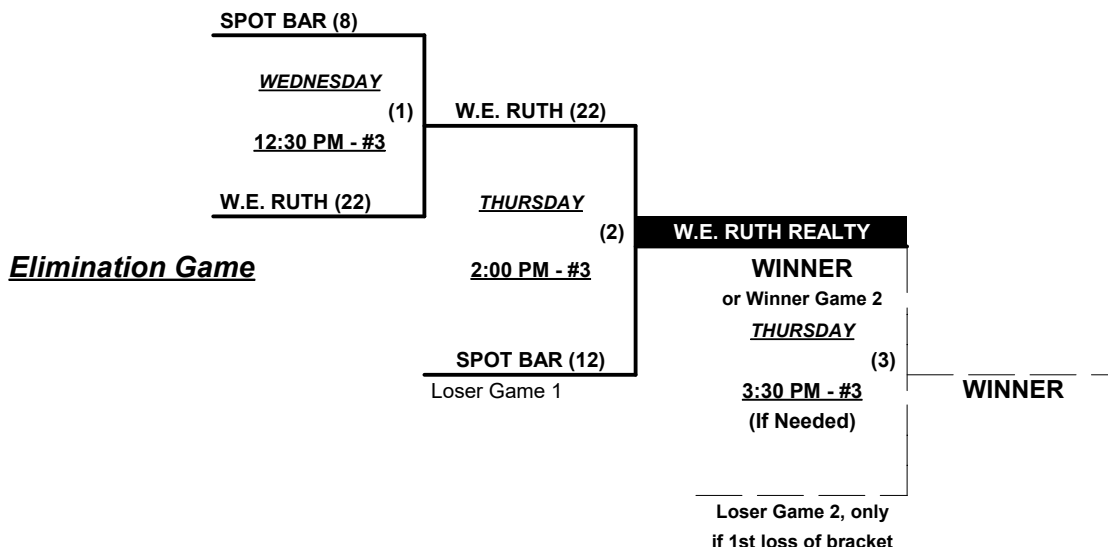 SPOT BAR (8)
WEDNESDAY
(1)
12:30 PM - #3
W.E. RUTH (22)
W.E. RUTH (22)
THURSDAY
(2)
2:00 PM - #3
SPOT BAR (12)
Loser Game 1
Elimination Game
W.E. RUTH REALTY
WINNER
or Winner Game 2
THURSDAY
(3)
3:30 PM - #3
(If Needed)
WINNER
Loser Game 2, only
if 1st loss of bracket